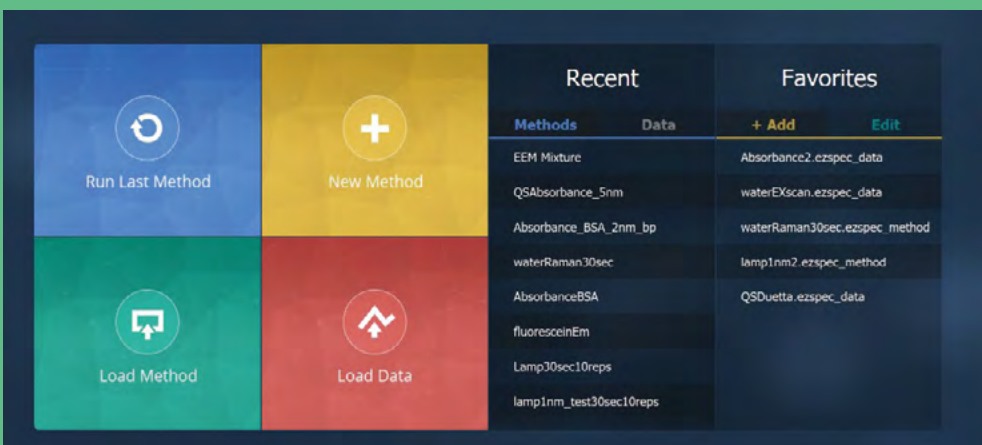 Run Last Method
New Method
Load Method
Load Data
Recent
Methods Data
EEM Mixture
QSAbsorbance_5nm
Absorbance_BSA_2nm_bp
waterRaman30sec
AbsorbanceBSA
fluoresceinEm
Lamp30sec10reps
lamp1nm_test30sec10reps
Favorites
+ Add Edit
Absorbance2.ezspec_data
waterEXscan.ezspec_data
waterRaman30sec.ezspec_method
lamp1nm2.ezspec_method
QSDuetta.ezspec_data